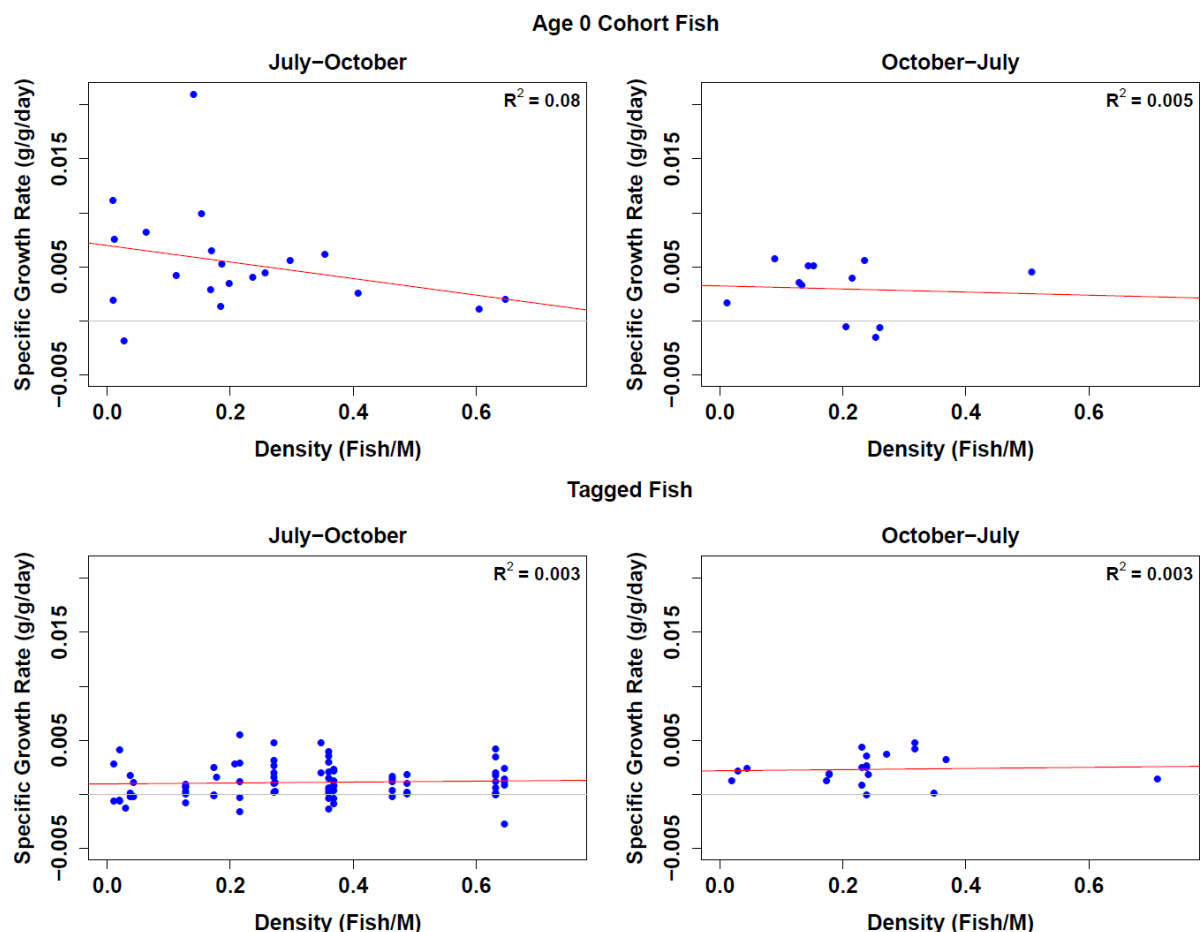 Age 0 Cohort Fish
July−October
October−July
R² = 0.08
R² = 0.005
Specific Growth Rate (g/g/day)
0.015
0.005
−0.005
0.0 0.2 0.4 0.6
Density (Fish/M)
Specific Growth Rate (g/g/day)
0.015
0.005
−0.005
0.0 0.2 0.4 0.6
Density (Fish/M)
Tagged Fish
July−October
October−July
R² = 0.003
R² = 0.003
Specific Growth Rate (g/g/day)
0.015
0.005
−0.005
0.0 0.2 0.4 0.6
Density (Fish/M)
Specific Growth Rate (g/g/day)
0.015
0.005
−0.005
0.0 0.2 0.4 0.6
Density (Fish/M)